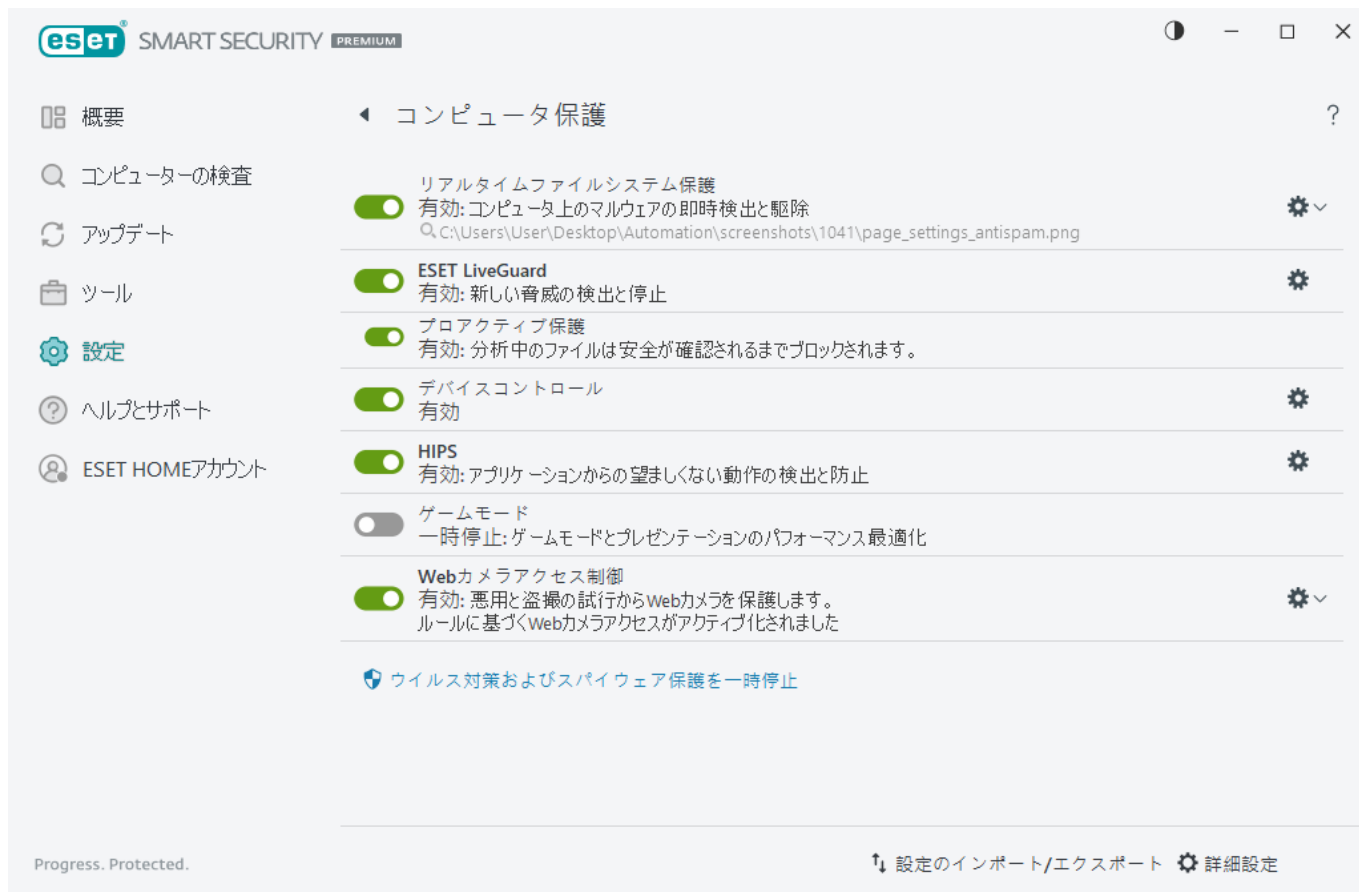 eset® SMART SECURITY PREMIUM
概要
コンピューターの検査
アップデート
ツール
設定
ヘルプとサポート
ESET HOMEアカウント
コンピュータ保護
?
リアルタイムファイルシステム保護
有効: コンピュータ上のマルウェアの即時検出と駆除
C:\Users\User\Desktop\Automation\screenshots\1041\page_settings_antispam.png
ESET LiveGuard
有効: 新しい脅威の検出と停止
プロアクティブ保護
有効: 分析中のファイルは安全が確認されるまでブロックされます。
デバイスコントロール
有効
HIPS
有効: アプリケーションからの望ましくない動作の検出と防止
ゲームモード
一時停止: ゲームモードとプレゼンテーションのパフォーマンス最適化
Webカメラアクセス制御
有効: 悪用と盗撮の試行からWebカメラを保護します。
ルールに基づくWebカメラアクセスがアクティブ化されました
ウイルス対策およびスパイウェア保護を一時停止
Progress. Protected.
設定のインポート/エクスポート 詳細設定